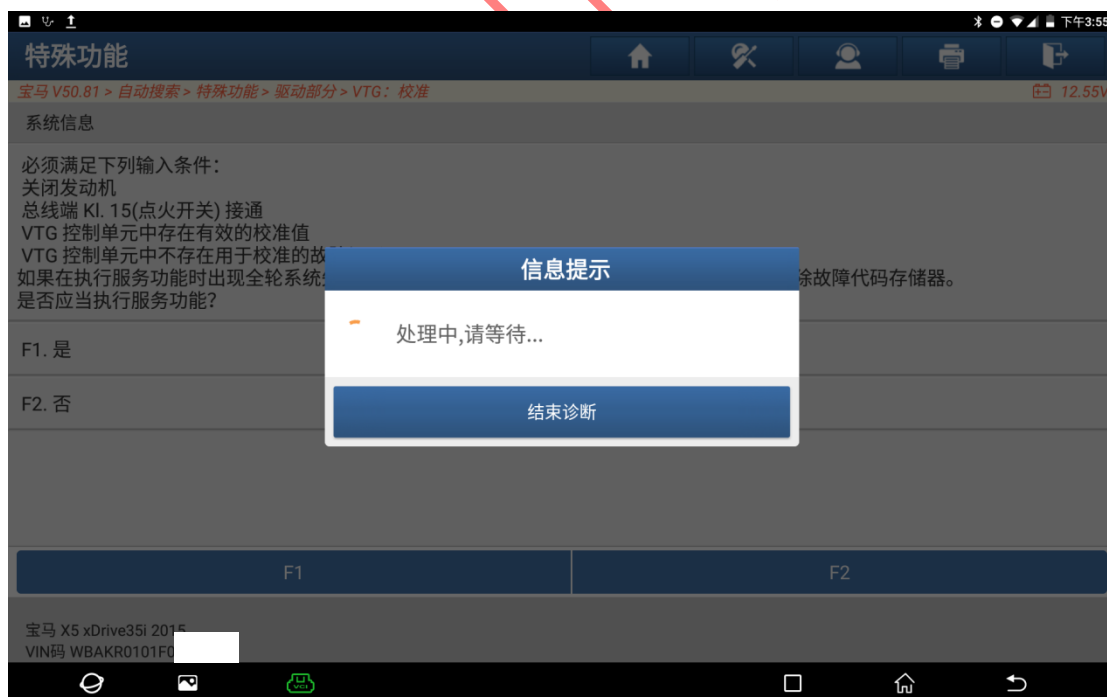 下午3:55
特殊功能
宝马 V50.81 > 自动搜索 > 特殊功能 > 驱动部分 > VTG：校准
12.55V
系统信息
必须满足下列输入条件：
关闭发动机
总线端 Kl. 15(点火开关) 接通
VTG 控制单元中存在有效的校准值
VTG 控制单元中不存在用于校准的故
如果在执行服务功能时出现全轮系统 除故障代码存储器。
是否应当执行服务功能？
信息提示
处理中,请等待...
结束诊断
F1. 是
F2. 否
F1 F2
宝马 X5 xDrive35i 2015
VIN码 WBAKR0101F0
VCI